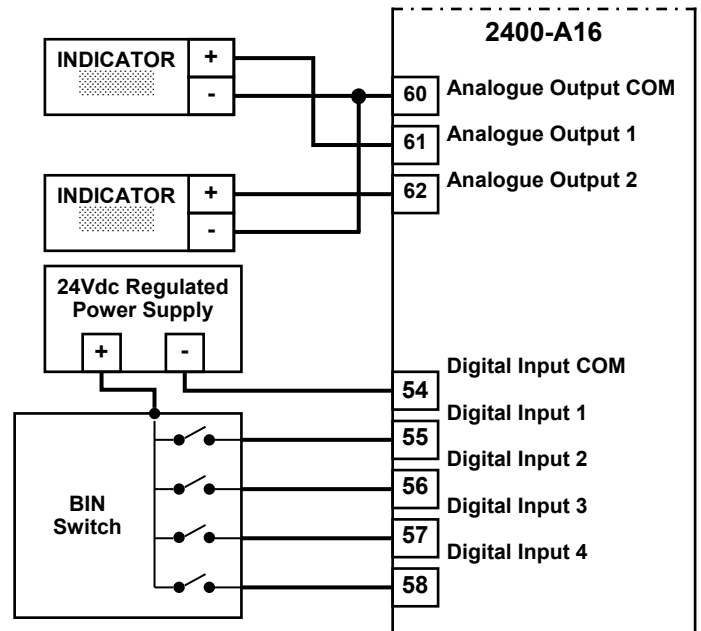 2400-A16
INDICATOR
+
-
60
Analogue Output COM
61
Analogue Output 1
62
Analogue Output 2
INDICATOR
+
-
24Vdc Regulated
Power Supply
+
-
Digital Input COM
54
Digital Input 1
55
Digital Input 2
56
Digital Input 3
57
Digital Input 4
58
BIN
Switch